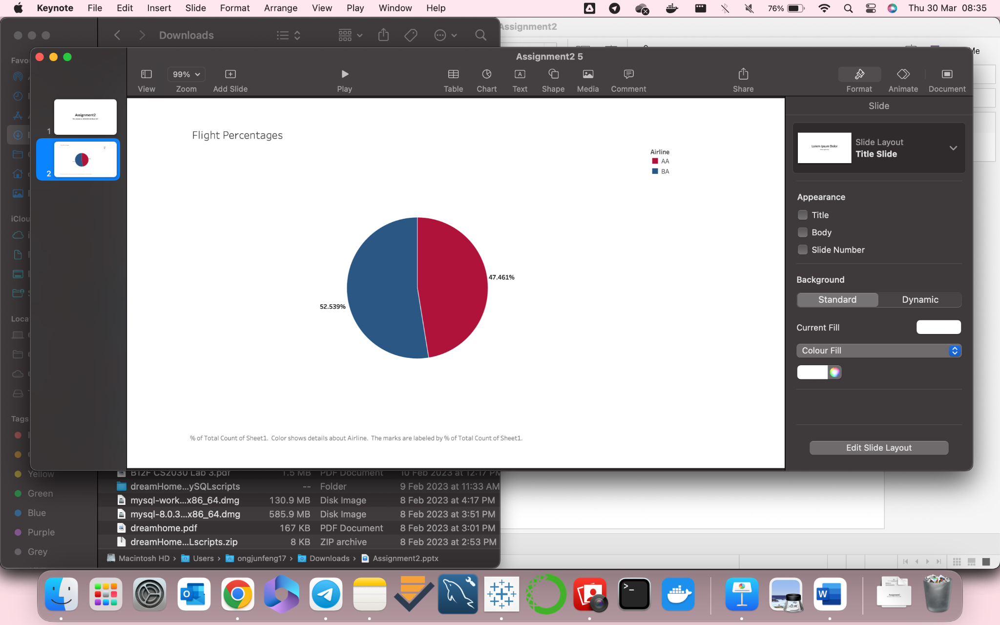 Keynote File Edit Insert Slide Format Arrange View Play Window Help 76% Thu 30 Mar 08:35
Downloads
Assignment2
Me
Assignment2 5
99%
View Zoom Add Slide Play Table Chart Text Shape Media Comment Share Format Animate Document
Favo
iClou
Loca
Tags
Yellow
Green
Blue
Purple
Grey
Assignment2
1
2
Flight Percentages
Airline
AA
BA
47.461%
52.539%
% of Total Count of Sheet1. Color shows details about Airline. The marks are labeled by % of Total Count of Sheet1.
Slide
Lorem Ipsum Dolor
Slide Layout
Title Slide
Appearance
Title
Body
Slide Number
Background
Standard Dynamic
Current Fill
Colour Fill
Edit Slide Layout
B12F CS2030 Lab 3.pdf 1.5 MB PDF Document 10 Feb 2023 at 12:17 PM
dreamHome...ySQLscripts -- Folder 9 Feb 2023 at 11:33 AM
mysql-work...x86_64.dmg 130.9 MB Disk Image 8 Feb 2023 at 4:17 PM
mysql-8.0.3...x86_64.dmg 585.9 MB Disk Image 8 Feb 2023 at 3:51 PM
dreamhome.pdf 167 KB PDF Document 8 Feb 2023 at 3:01 PM
dreamHome...Lscripts.zip 8 KB ZIP archive 8 Feb 2023 at 2:53 PM
Macintosh HD › Users › ongjunfeng17 › Downloads › Assignment2.pptx